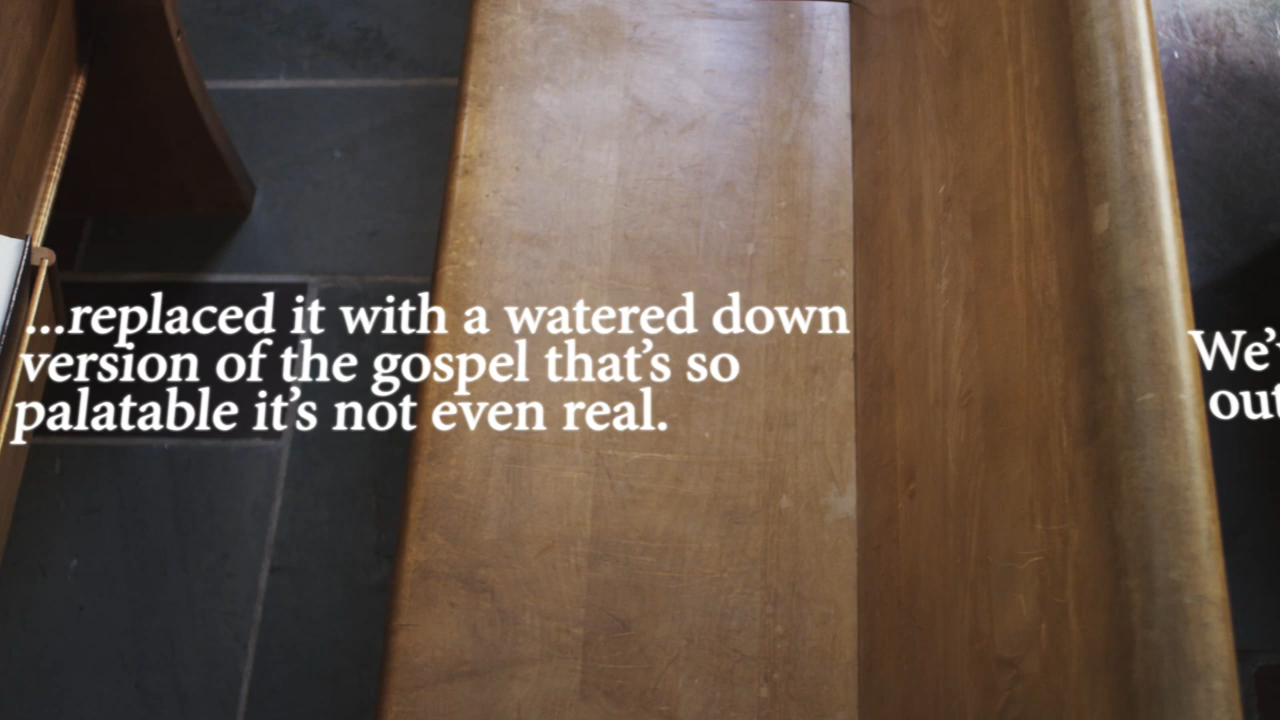 ...replaced it with a watered down
version of the gospel that's so
palatable it's not even real.